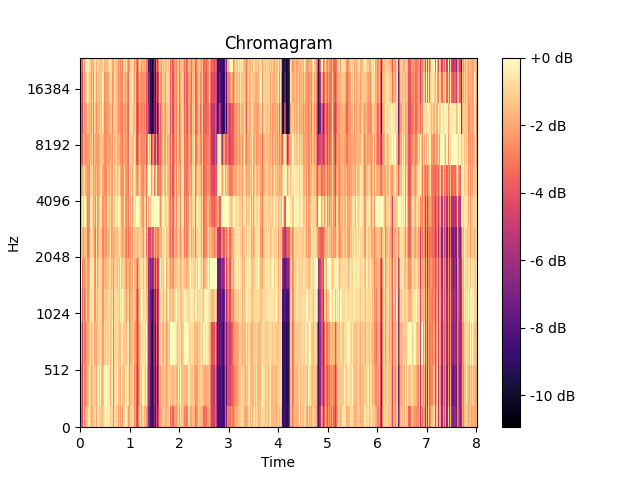 Chromagram
Hz
16384
8192
4096
2048
1024
512
0
0 1 2 3 4 5 6 7 8
Time
+0 dB
-2 dB
-4 dB
-6 dB
-8 dB
-10 dB